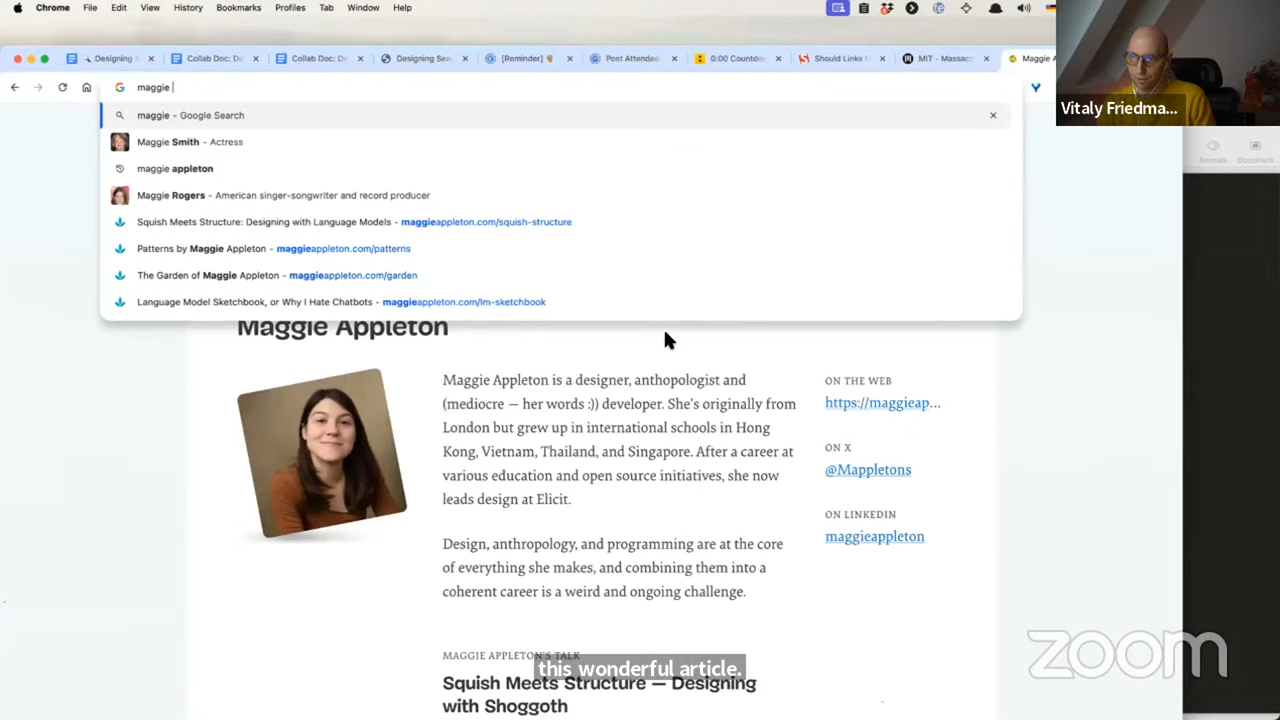 Chrome File Edit View History Bookmarks Profiles Tab Window Help
Designing S Collab Doc: De Collab Doc: De Designing Sea [Reminder] Post Attendee 0:00 Countdo Should Links O MIT - Massac Maggie A
maggie
maggie - Google Search
Maggie Smith - Actress
maggie appleton
Maggie Rogers - American singer-songwriter and record producer
Squish Meets Structure: Designing with Language Models - maggieappleton.com/squish-structure
Patterns by Maggie Appleton - maggieappleton.com/patterns
The Garden of Maggie Appleton - maggieappleton.com/garden
Language Model Sketchbook, or Why I Hate Chatbots - maggieappleton.com/lm-sketchbook
Vitaly Friedma...
Animate Document
Maggie Appleton
Maggie Appleton is a designer, anthopologist and
(mediocre — her words :)) developer. She's originally from
London but grew up in international schools in Hong
Kong, Vietnam, Thailand, and Singapore. After a career at
various education and open source initiatives, she now
leads design at Elicit.
Design, anthropology, and programming are at the core
of everything she makes, and combining them into a
coherent career is a weird and ongoing challenge.
ON THE WEB
https://maggieap...
ON X
@Mappletons
ON LINKEDIN
maggieappleton
MAGGIE APPLETON'S TALK
Squish Meets Structure — Designing
with Shoggoth
this wonderful article.
zoom